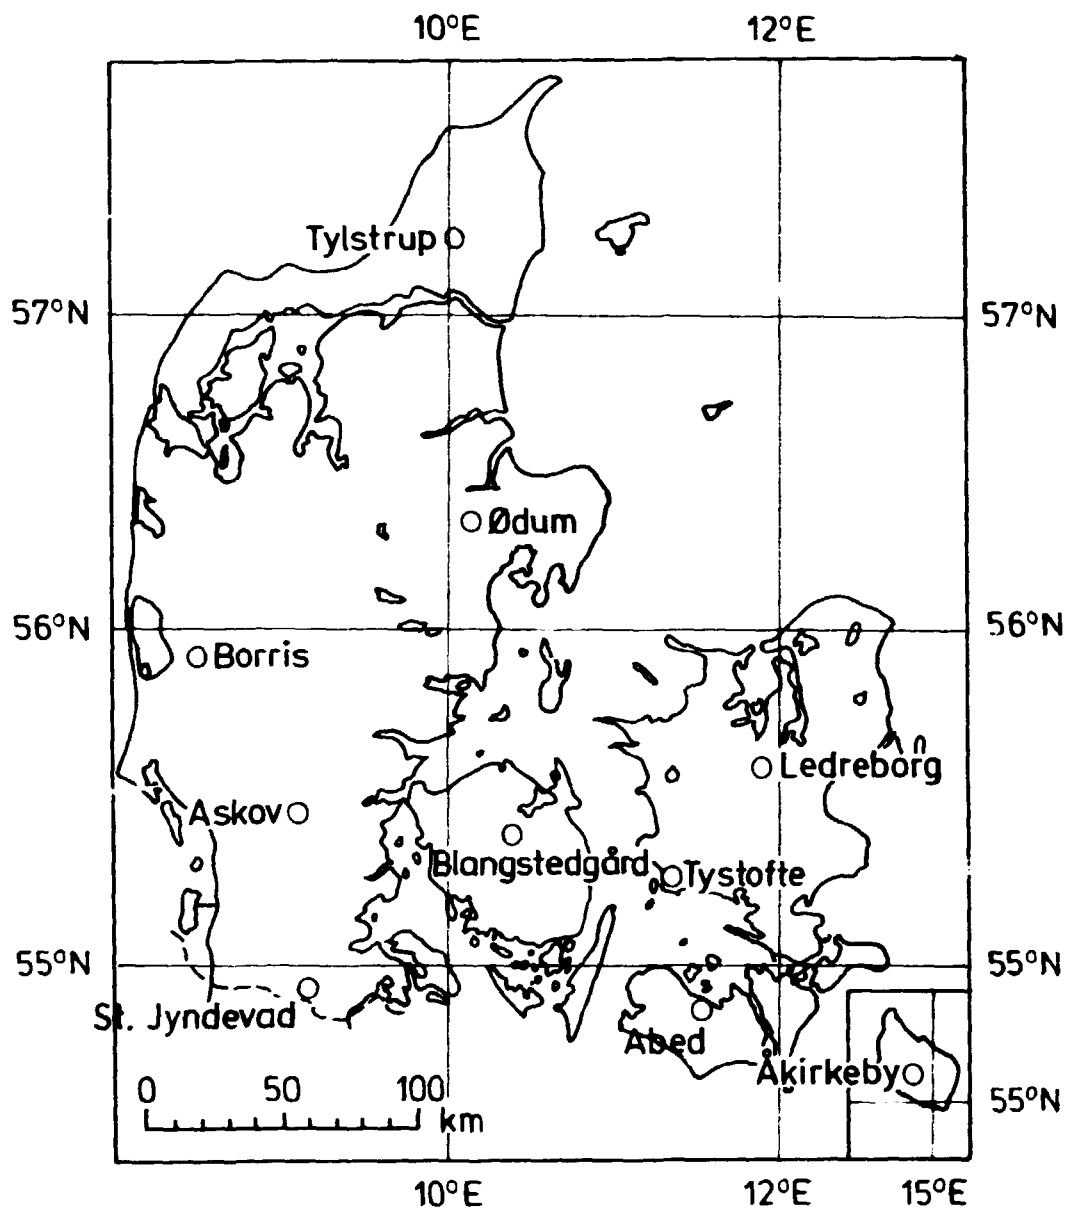 10°E 12°E
Tylstrup
57°N 57°N
Ødum
56°N 56°N
Borris
Ledreborg
Askov
Blangstedgård
Tystofte
55°N 55°N
St. Jyndevad
Abed
Åkirkeby
0 50 100
km
55°N
10°E 12°E 15°E